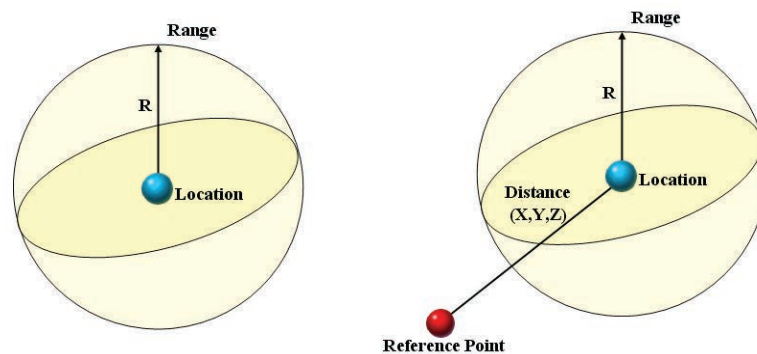 Range
R
Location
Range
R
Location
Distance
(X,Y,Z)
Reference Point